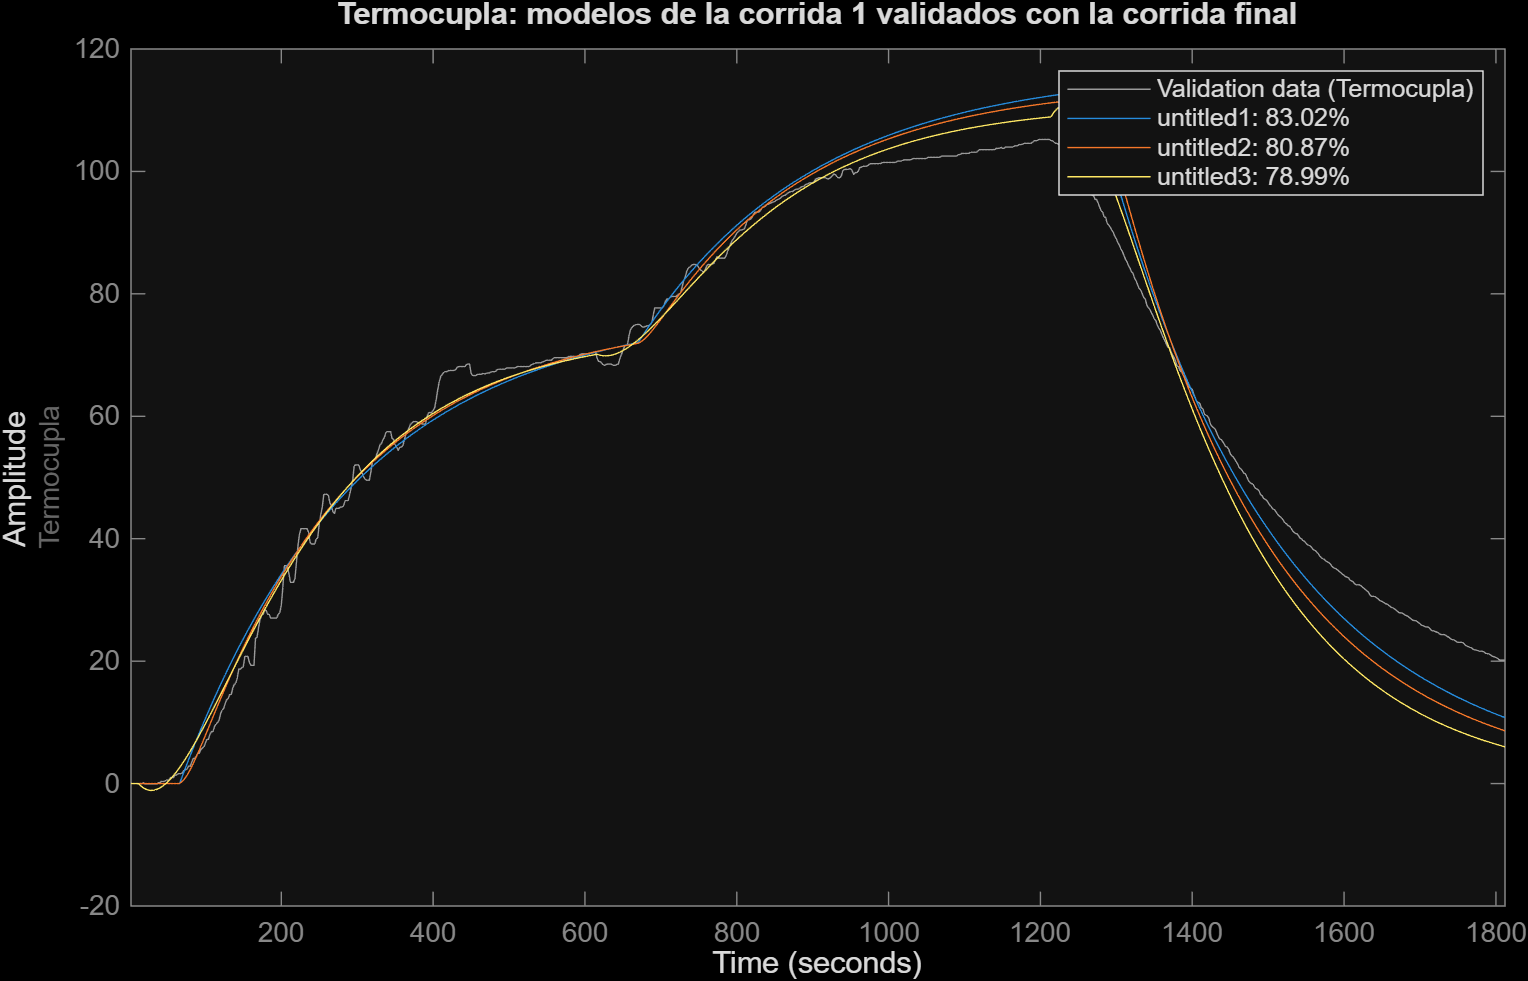 Termocupla: modelos de la corrida 1 validados con la corrida final
120
100
80
60
40
20
0
-20
Amplitude
Termocupla
Validation data (Termocupla)
untitled1: 83.02%
untitled2: 80.87%
untitled3: 78.99%
200 400 600 800 1000 1200 1400 1600 1800
Time (seconds)